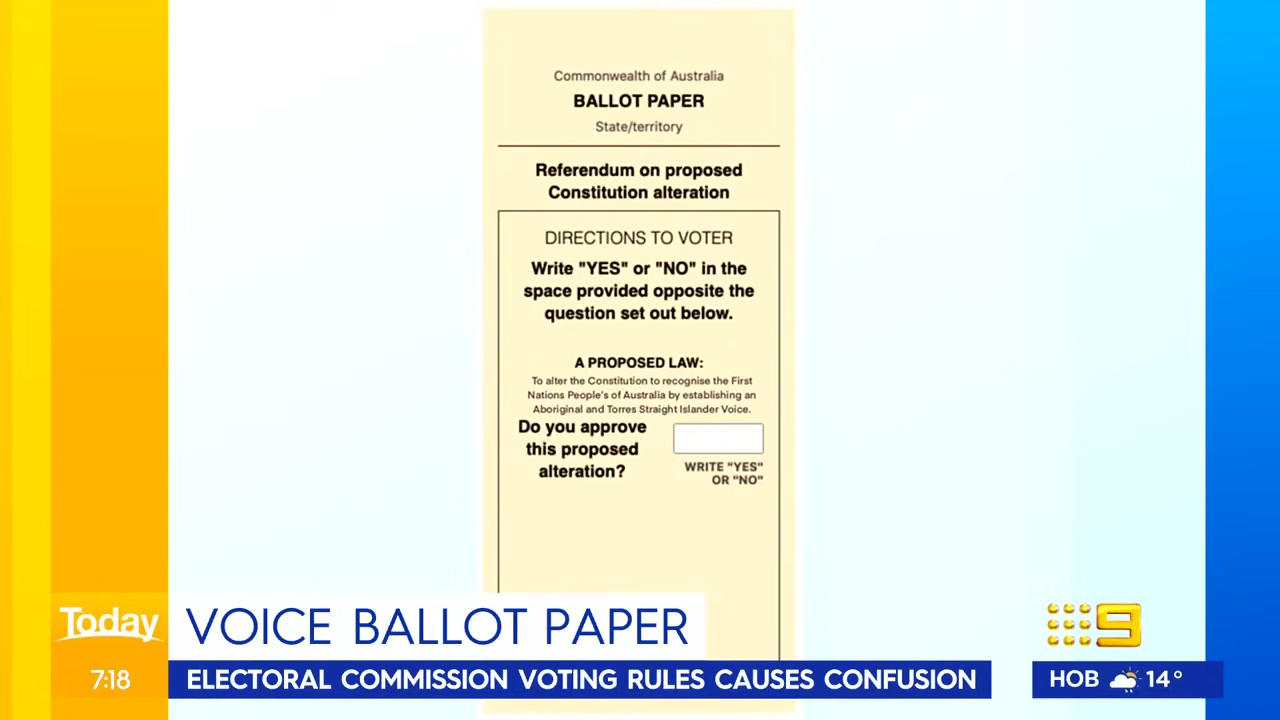 Commonwealth of Australia
BALLOT PAPER
State/territory
Referendum on proposed
Constitution alteration
DIRECTIONS TO VOTER
Write "YES" or "NO" in the
space provided opposite the
question set out below.
A PROPOSED LAW:
To alter the Constitution to recognise the First
Nations People's of Australia by establishing an
Aboriginal and Torres Straight Islander Voice.
Do you approve
this proposed
alteration?
WRITE "YES"
OR "NO"
Today
VOICE BALLOT PAPER
9
7:18
ELECTORAL COMMISSION VOTING RULES CAUSES CONFUSION
HOB 14°